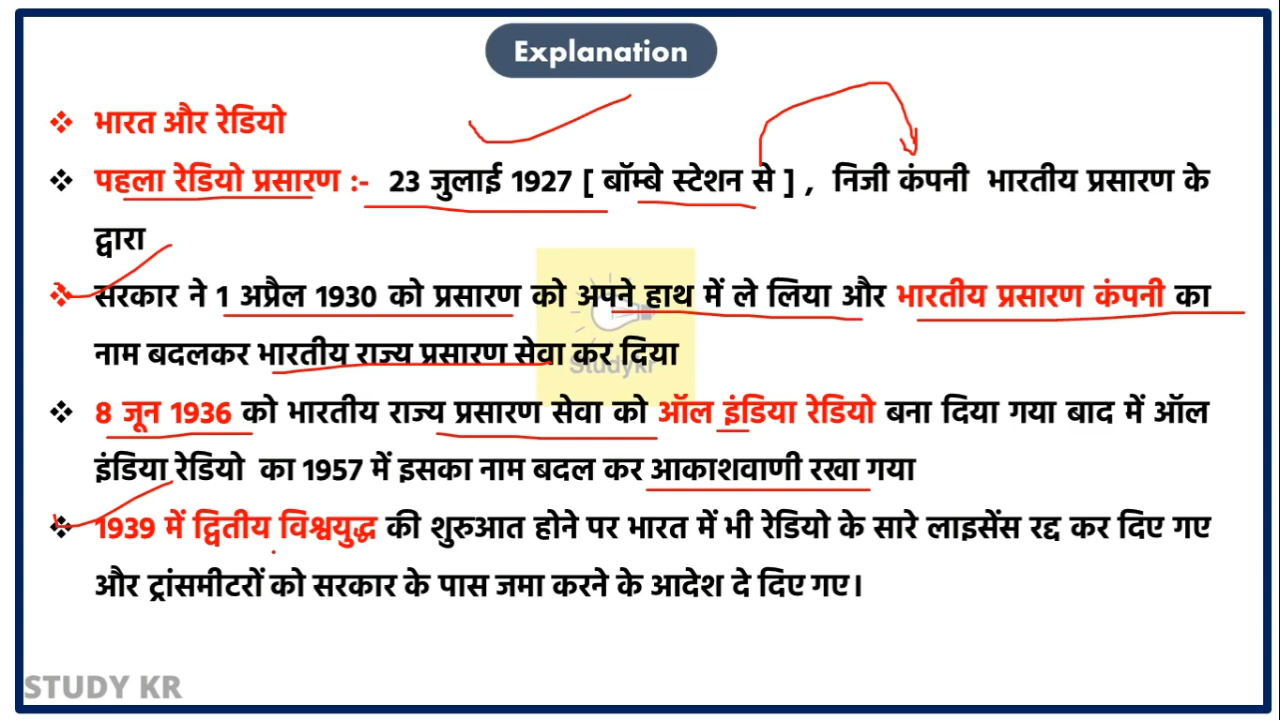 Explanation
❖ भारत और रेडियो
❖ पहला रेडियो प्रसारण :- 23 जुलाई 1927 [ बॉम्बे स्टेशन से ] , निजी कंपनी भारतीय प्रसारण के
द्वारा
❖ सरकार ने 1 अप्रैल 1930 को प्रसारण को अपने हाथ में ले लिया और भारतीय प्रसारण कंपनी का
नाम बदलकर भारतीय राज्य प्रसारण सेवा कर दिया
❖ 8 जून 1936 को भारतीय राज्य प्रसारण सेवा को ऑल इंडिया रेडियो बना दिया गया बाद में ऑल
इंडिया रेडियो का 1957 में इसका नाम बदल कर आकाशवाणी रखा गया
❖ 1939 में द्वितीय विश्वयुद्ध की शुरुआत होने पर भारत में भी रेडियो के सारे लाइसेंस रद्द कर दिए गए
और ट्रांसमीटरों को सरकार के पास जमा करने के आदेश दे दिए गए।
Studykr
STUDY KR